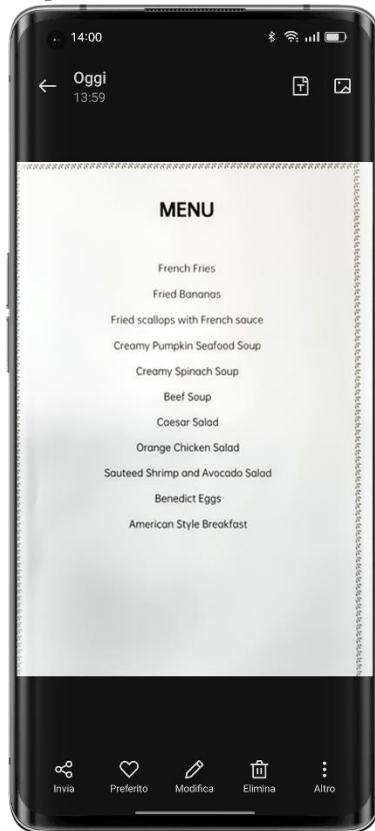 14:00
Oggi
13:59
MENU
French Fries
Fried Bananas
Fried scallops with French sauce
Creamy Pumpkin Seafood Soup
Creamy Spinach Soup
Beef Soup
Caesar Salad
Orange Chicken Salad
Sauteed Shrimp and Avocado Salad
Benedict Eggs
American Style Breakfast
Invia Preferito Modifica Elimina Altro